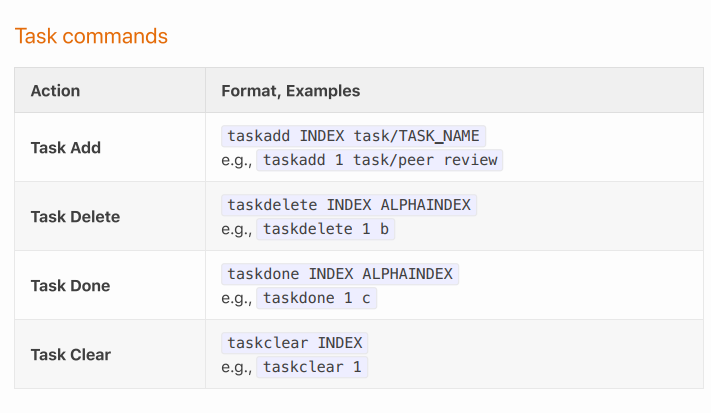 Task commands
Action Format, Examples
Task Add
taskadd INDEX task/TASK_NAME
e.g., taskadd 1 task/peer review
Task Delete
taskdelete INDEX ALPHAINDEX
e.g., taskdelete 1 b
Task Done
taskdone INDEX ALPHAINDEX
e.g., taskdone 1 c
Task Clear
taskclear INDEX
e.g., taskclear 1